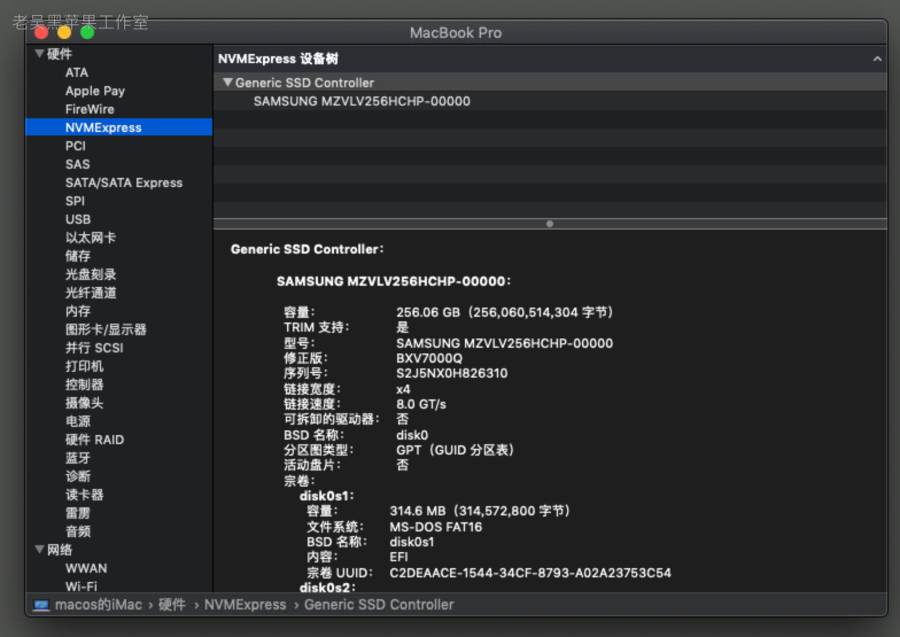 老吴黑苹果工作室
MacBook Pro
硬件
ATA
Apple Pay
FireWire
NVMExpress
PCI
SAS
SATA/SATA Express
SPI
USB
以太网卡
储存
光盘刻录
光纤通道
内存
图形卡/显示器
并行 SCSI
打印机
控制器
摄像头
电源
硬件 RAID
蓝牙
诊断
读卡器
雷雳
音频
网络
WWAN
Wi-Fi
NVMExpress 设备树
Generic SSD Controller
SAMSUNG MZVLV256HCHP-00000
Generic SSD Controller：
SAMSUNG MZVLV256HCHP-00000：
容量： 256.06 GB（256,060,514,304 字节）
TRIM 支持： 是
型号： SAMSUNG MZVLV256HCHP-00000
修正版： BXV7000Q
序列号： S2J5NX0H826310
链接宽度： x4
链接速度： 8.0 GT/s
可拆卸的驱动器： 否
BSD 名称： disk0
分区图类型： GPT（GUID 分区表）
活动盘片： 否
宗卷：
disk0s1：
容量： 314.6 MB（314,572,800 字节）
文件系统： MS-DOS FAT16
BSD 名称： disk0s1
内容： EFI
宗卷 UUID： C2DEAACE-1544-34CF-8793-A02A23753C54
disk0s2：
macos的iMac › 硬件 › NVMExpress › Generic SSD Controller